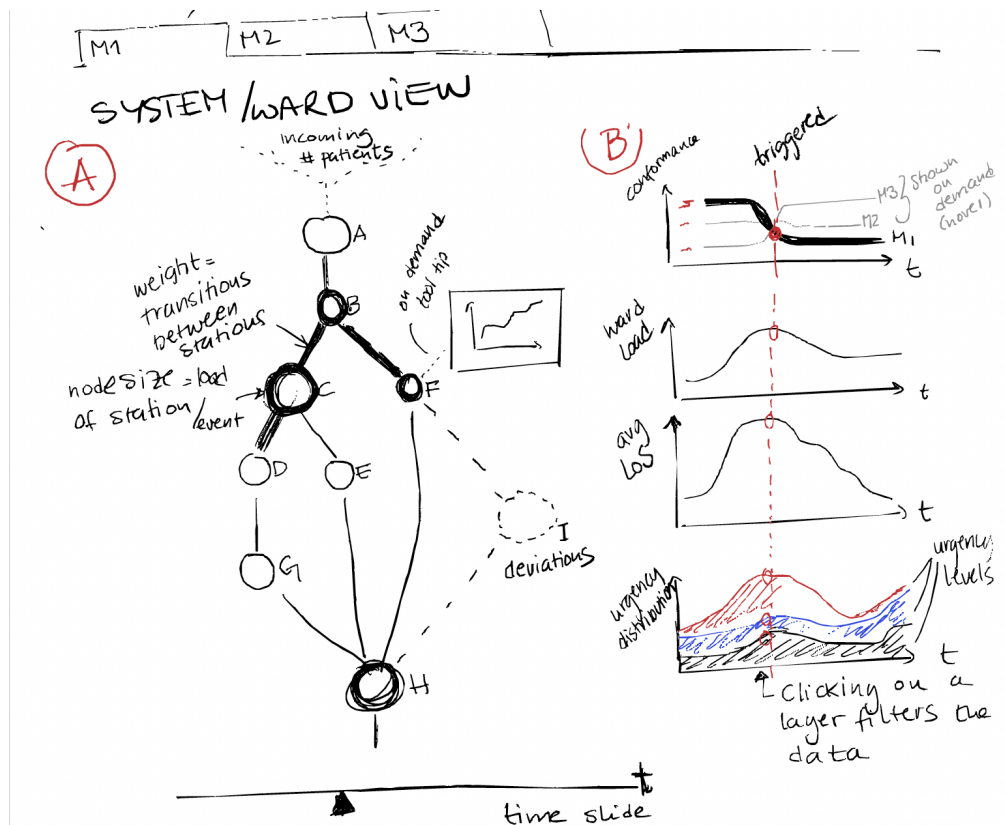 M1
M2
M3
SYSTEM/WARD VIEW
A
incoming
# patients
A
weight=
transitions
between
stations
B
on demand
tool tip
node size = load
of station/
event
C
F
D
E
I
deviations
G
H
t
time slide
B
triggered
conformance
M3
M2
shown
on
demand
(hover)
M1
t
ward
Load
t
avg
LoS
t
urgency
levels
urgency
distribution
t
Clicking on a
layer filters the
data